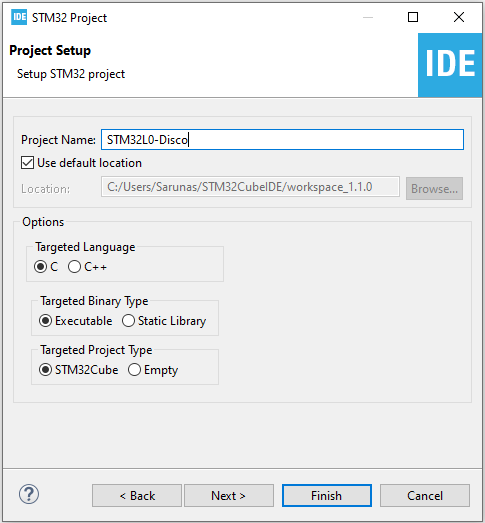 IDE STM32 Project
Project Setup
Setup STM32 project
IDE
Project Name: STM32L0-Disco
Use default location
Location: C:/Users/Sarunas/STM32CubeIDE/workspace_1.1.0 Browse...
Options
Targeted Language
C C++
Targeted Binary Type
Executable Static Library
Targeted Project Type
STM32Cube Empty
? < Back Next > Finish Cancel